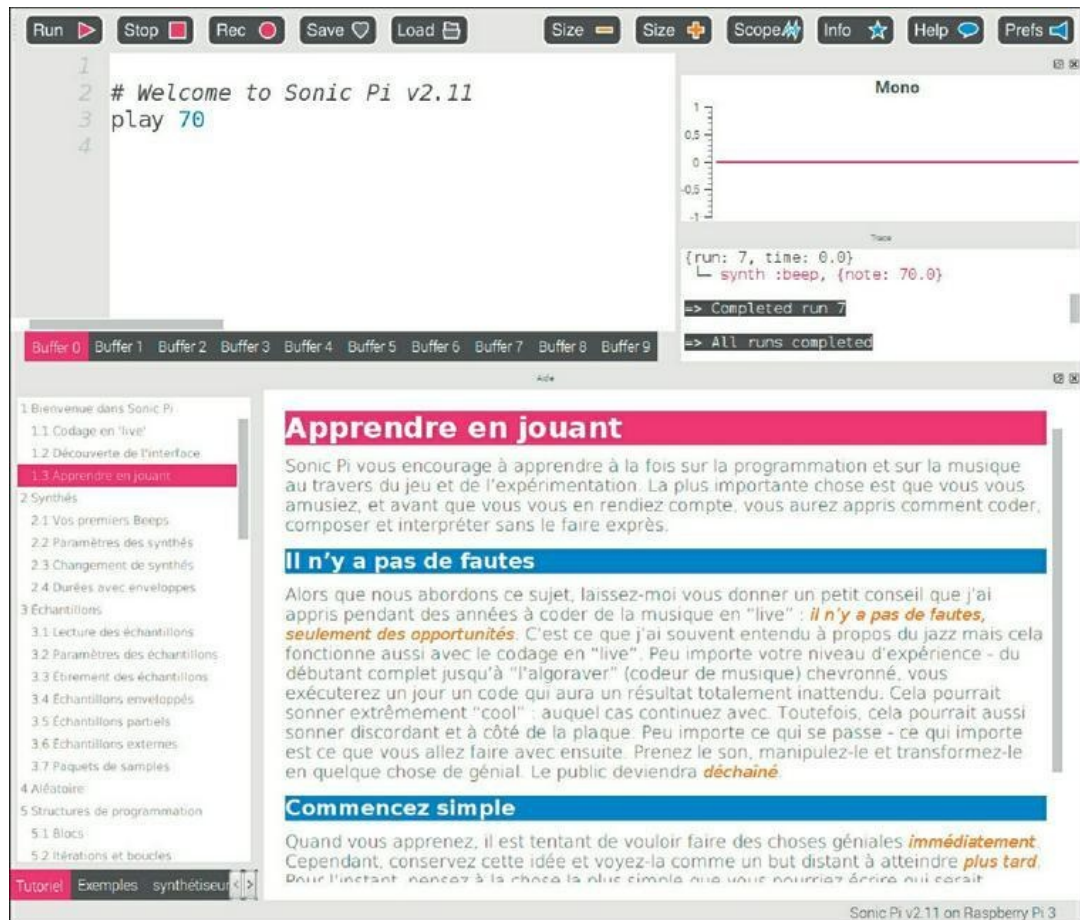 Run
Stop
Rec
Save
Load
Size
Size
Scope
Info
Help
Prefs
1
2 # Welcome to Sonic Pi v2.11
3 play 70
4
Mono
1
0,5
0
-0,5
-1
Trace
{run: 7, time: 0.0}
synth :beep, {note: 70.0}
=> Completed run 7
=> All runs completed
Buffer 0 Buffer 1 Buffer 2 Buffer 3 Buffer 4 Buffer 5 Buffer 6 Buffer 7 Buffer 8 Buffer 9
Aide
1 Bienvenue dans Sonic Pi
1.1 Codage en 'live'
1.2 Découverte de l'interface
1.3 Apprendre en jouant
2 Synthés
2.1 Vos premiers Beeps
2.2 Paramètres des synthés
2.3 Changement de synthés
2.4 Durées avec enveloppes
3 Échantillons
3.1 Lecture des échantillons
3.2 Paramètres des échantillons
3.3 Étirement des échantillons
3.4 Échantillons enveloppés
3.5 Échantillons partiels
3.6 Échantillons externes
3.7 Paquets de samples
4 Aléatoire
5 Structures de programmation
5.1 Blocs
5.2 Itérations et boucles
Tutoriel Exemples synthétiseur
Apprendre en jouant
Sonic Pi vous encourage à apprendre à la fois sur la programmation et sur la musique
au travers du jeu et de l'expérimentation. La plus importante chose est que vous vous
amusiez, et avant que vous vous en rendiez compte, vous aurez appris comment coder,
composer et interpréter sans le faire exprès.
Il n'y a pas de fautes
Alors que nous abordons ce sujet, laissez-moi vous donner un petit conseil que j'ai
appris pendant des années à coder de la musique en "live" : il n'y a pas de fautes,
seulement des opportunités. C'est ce que j'ai souvent entendu à propos du jazz mais cela
fonctionne aussi avec le codage en "live". Peu importe votre niveau d'expérience - du
débutant complet jusqu'à "l'algoraver" (codeur de musique) chevronné, vous
exécuterez un jour un code qui aura un résultat totalement inattendu. Cela pourrait
sonner extrêmement "cool" : auquel cas continuez avec. Toutefois, cela pourrait aussi
sonner discordant et à côté de la plaque. Peu importe ce qui se passe - ce qui importe
est ce que vous allez faire avec ensuite. Prenez le son, manipulez-le et transformez-le
en quelque chose de génial. Le public deviendra déchaîné.
Commencez simple
Quand vous apprenez, il est tentant de vouloir faire des choses géniales immédiatement.
Cependant, conservez cette idée et voyez-la comme un but distant à atteindre plus tard.
Pour l'instant, pensez à la chose la plus simple que vous pourriez écrire qui serait
Sonic Pi v2.11 on Raspberry Pi 3